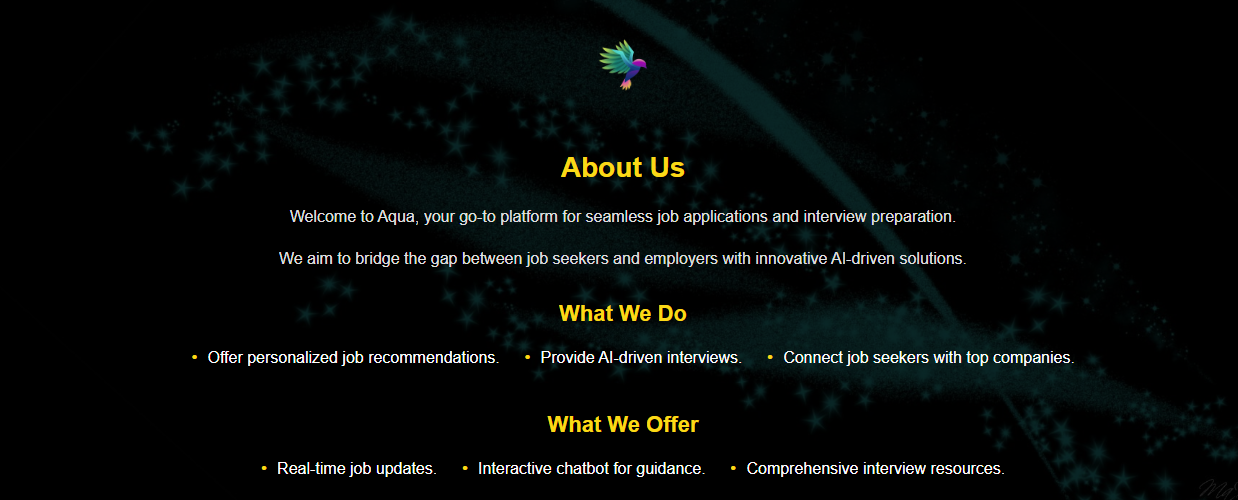 About Us
Welcome to Aqua, your go-to platform for seamless job applications and interview preparation.
We aim to bridge the gap between job seekers and employers with innovative AI-driven solutions.
What We Do
• Offer personalized job recommendations. • Provide AI-driven interviews. • Connect job seekers with top companies.
What We Offer
• Real-time job updates. • Interactive chatbot for guidance. • Comprehensive interview resources.